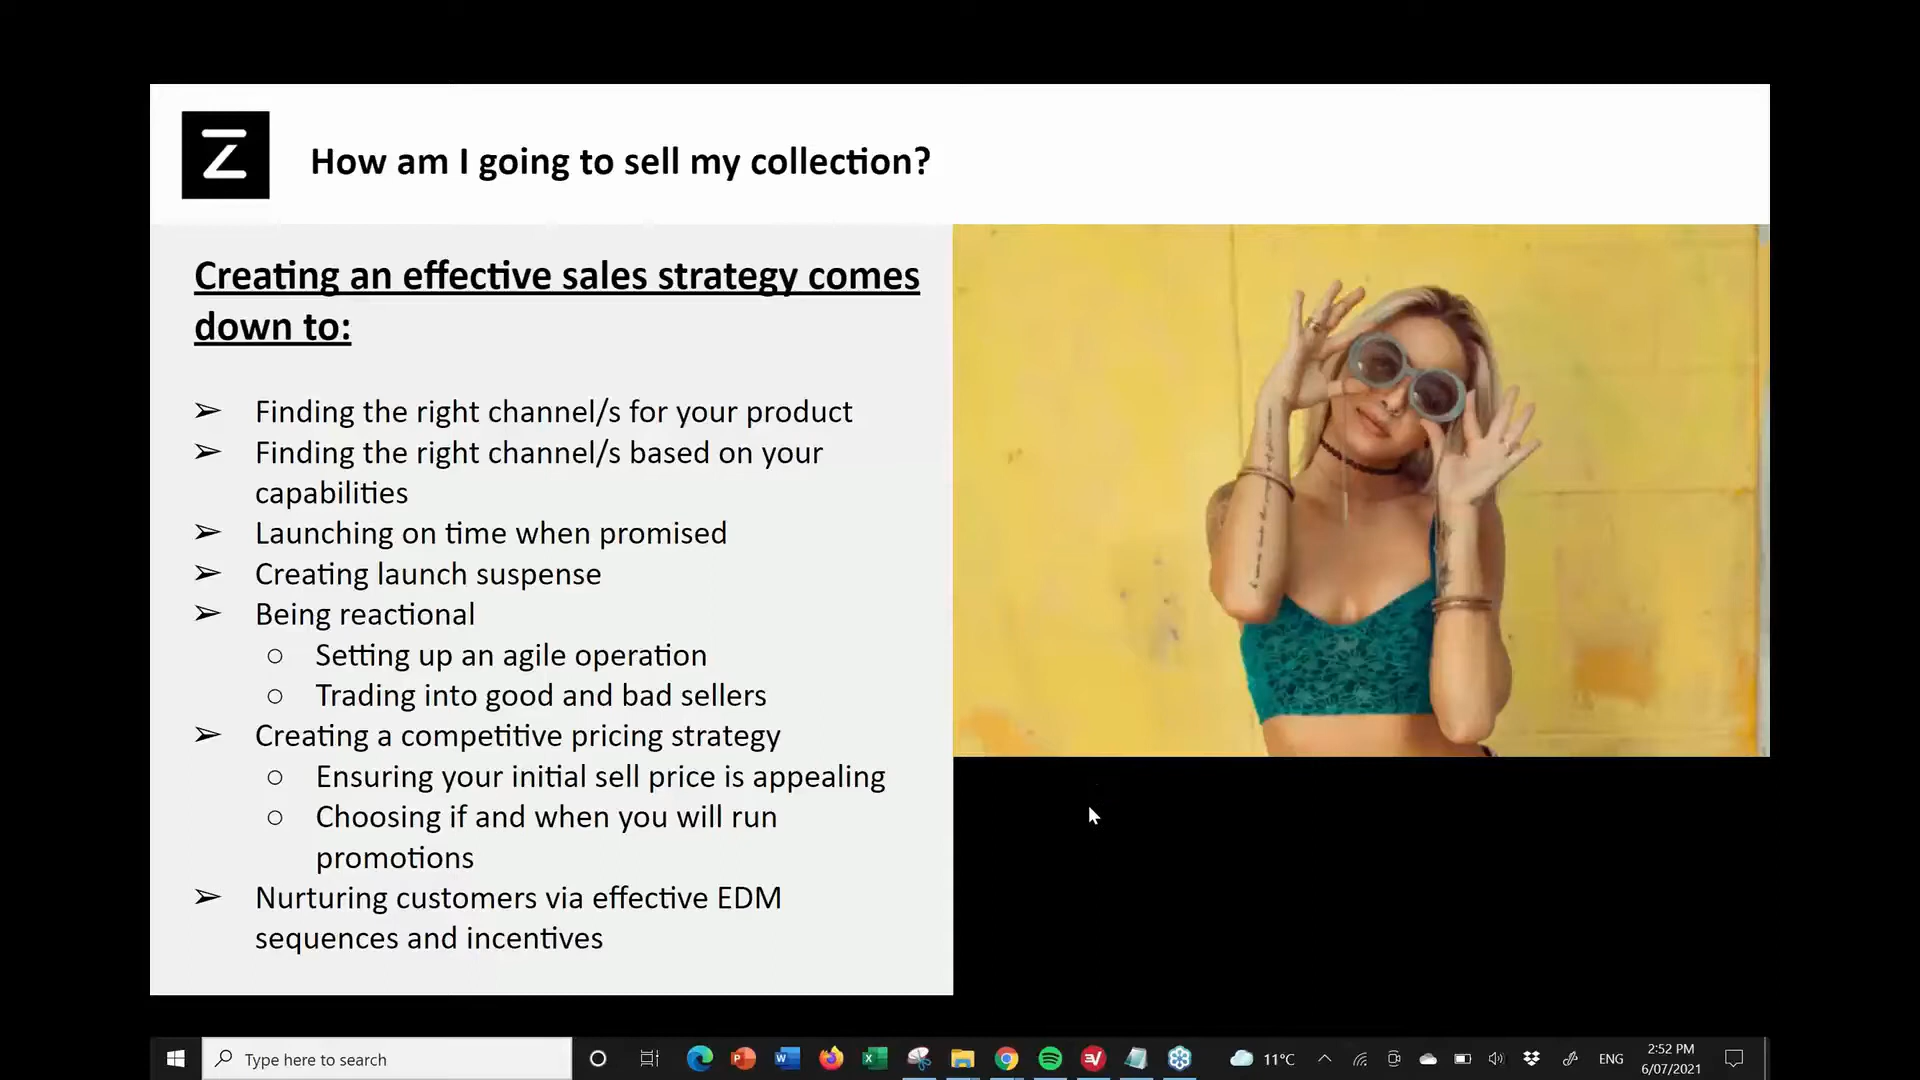 Z
How am I going to sell my collection?
Creating an effective sales strategy comes
down to:
➢ Finding the right channel/s for your product
➢ Finding the right channel/s based on your
capabilities
➢ Launching on time when promised
➢ Creating launch suspense
➢ Being reactional
○ Setting up an agile operation
○ Trading into good and bad sellers
➢ Creating a competitive pricing strategy
○ Ensuring your initial sell price is appealing
○ Choosing if and when you will run
promotions
➢ Nurturing customers via effective EDM
sequences and incentives
Type here to search
11°C
ENG
2:52 PM
6/07/2021